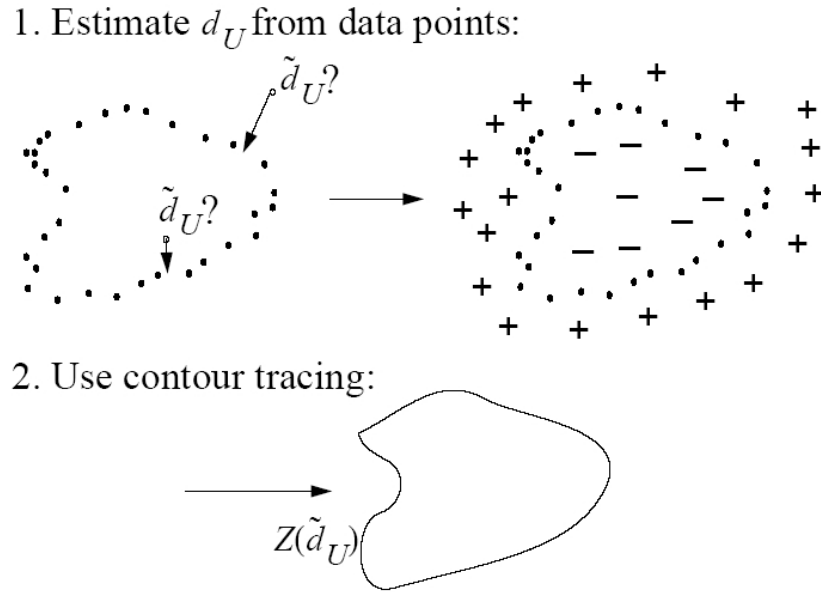 1. Estimate d_U from data points:
d̃_U?
d̃_U?
2. Use contour tracing:
Z(d̃_U)